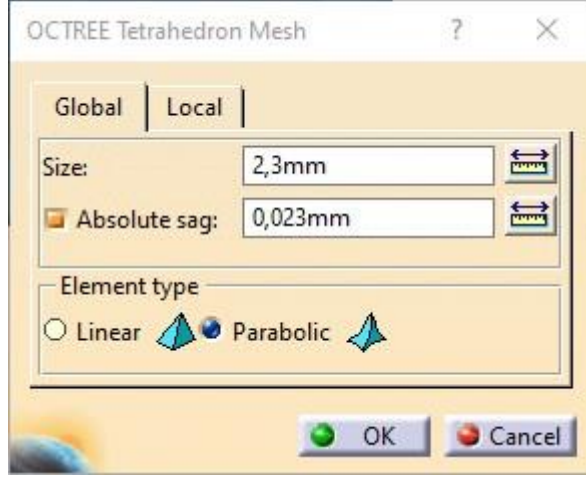 OCTREE Tetrahedron Mesh ? ×
Global Local
Size: 2,3mm
Absolute sag: 0,023mm
Element type
Linear Parabolic
OK Cancel